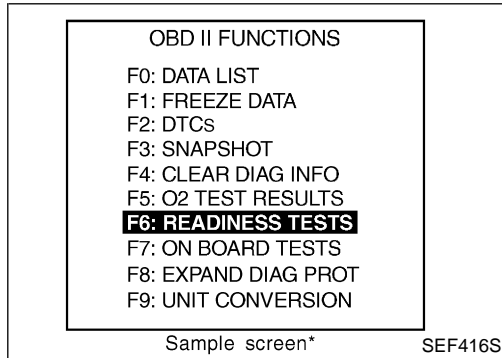 OBD II FUNCTIONS
F0: DATA LIST
F1: FREEZE DATA
F2: DTCs
F3: SNAPSHOT
F4: CLEAR DIAG INFO
F5: O2 TEST RESULTS
F6: READINESS TESTS
F7: ON BOARD TESTS
F8: EXPAND DIAG PROT
F9: UNIT CONVERSION
Sample screen*
SEF416S